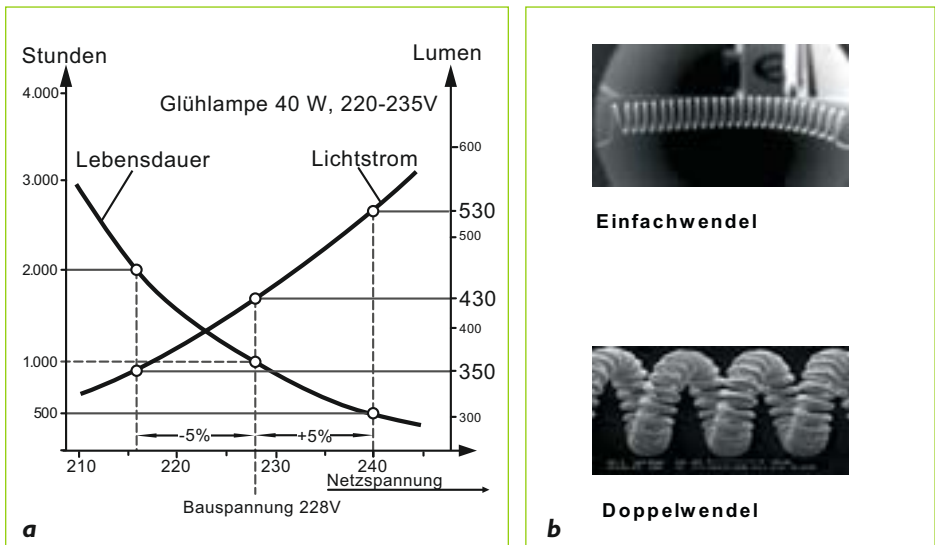 Stunden
Lumen
4.000
Glühlampe 40 W, 220-235V
Lebensdauer
Lichtstrom
600
3.000
530
500
2.000
430
400
1.000
350
500
300
-5%
+5%
210
220
230
240
Netzspannung
Bauspannung 228V
a
Einfachwendel
Doppelwendel
b